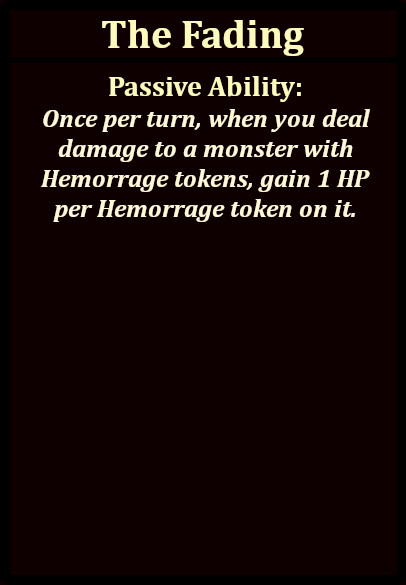 The Fading
Passive Ability:
Once per turn, when you deal
damage to a monster with
Hemorrage tokens, gain 1 HP
per Hemorrage token on it.